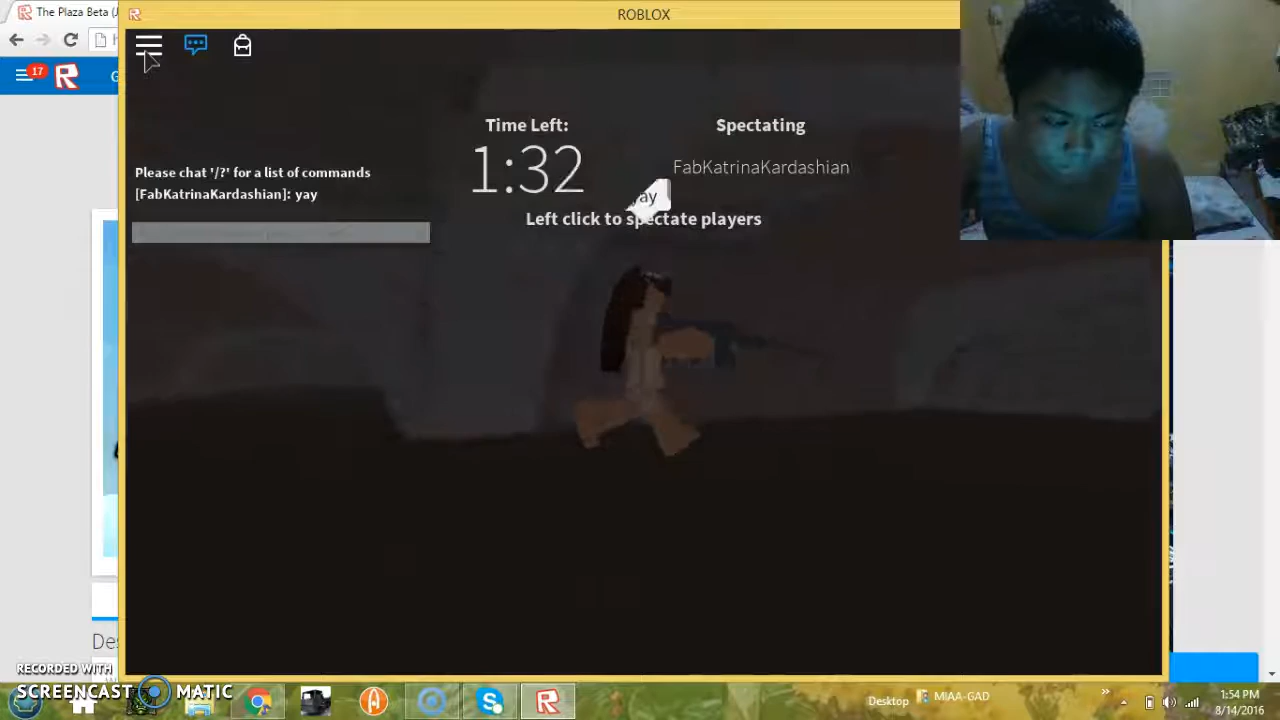 The Plaza Beta (
ROBLOX
17
Time Left:
Spectating
1:32
FabKatrinaKardashian
Please chat '/?' for a list of commands
[FabKatrinaKardashian]: yay
yay
Left click to spectate players
Des
RECORDED WITH
SCREENCAST MATIC
Desktop
MIAA-GAD
1:54 PM
8/14/2016